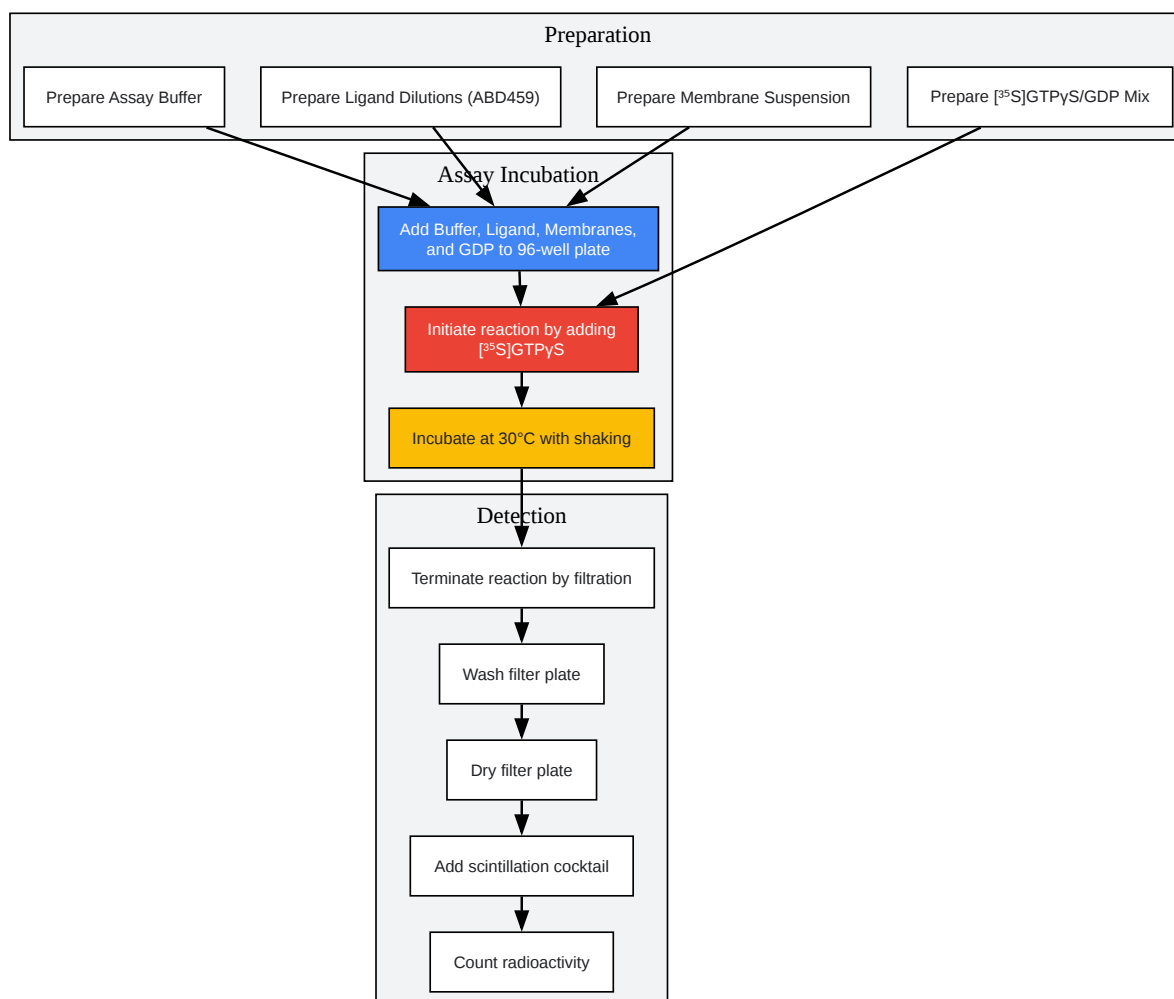 Preparation
Prepare Assay Buffer
Prepare Ligand Dilutions (ABD459)
Prepare Membrane Suspension
Prepare [³⁵S]GTPγS/GDP Mix
Assay Incubation
Add Buffer, Ligand, Membranes,
and GDP to 96-well plate
Initiate reaction by adding
[³⁵S]GTPγS
Incubate at 30°C with shaking
Detection
Terminate reaction by filtration
Wash filter plate
Dry filter plate
Add scintillation cocktail
Count radioactivity